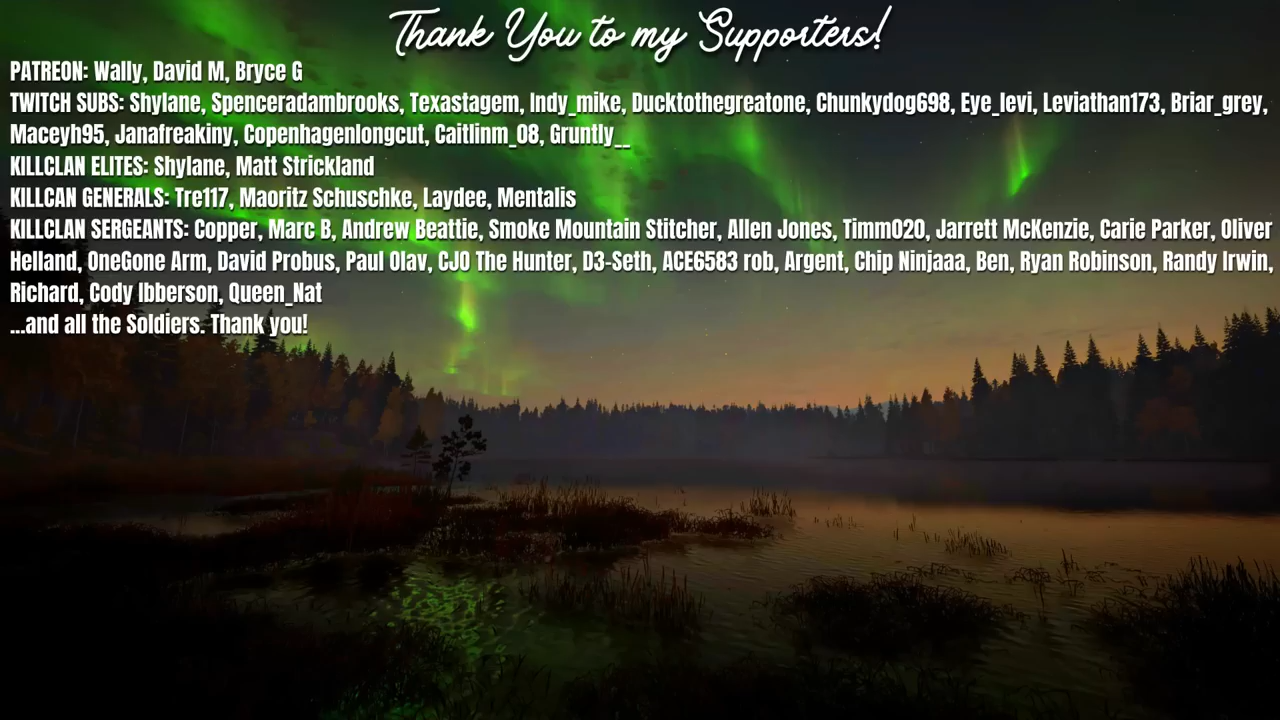 Thank You to my Supporters!
PATREON: Wally, David M, Bryce G
TWITCH SUBS: Shylane, Spenceradambrooks, Texastagem, Indy_mike, Ducktothegreatone, Chunkydog698, Eye_levi, Leviathan173, Briar_grey,
Maceyh95, Janafreakiny, Copenhagenlongcut, Caitlinm_08, Gruntly__
KILLCLAN ELITES: Shylane, Matt Strickland
KILLCAN GENERALS: Tre117, Maoritz Schuschke, Laydee, Mentalis
KILLCLAN SERGEANTS: Copper, Marc B, Andrew Beattie, Smoke Mountain Stitcher, Allen Jones, Timm020, Jarrett McKenzie, Carie Parker, Oliver
Helland, OneGone Arm, David Probus, Paul Olav, CJO The Hunter, D3-Seth, ACE6583 rob, Argent, Chip Ninjaaa, Ben, Ryan Robinson, Randy Irwin,
Richard, Cody Ibberson, Queen_Nat
...and all the Soldiers. Thank you!